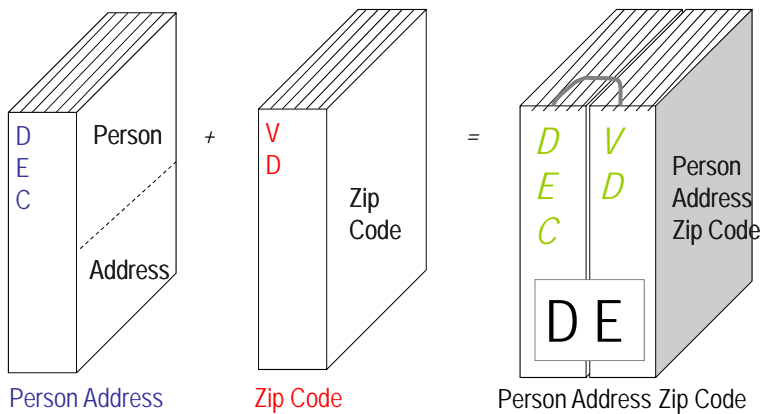 D
E
C
Person
Address
Person Address
+
V
D
Zip
Code
Zip Code
=
D
E
C
V
D
Person
Address
Zip Code
D E
Person Address Zip Code